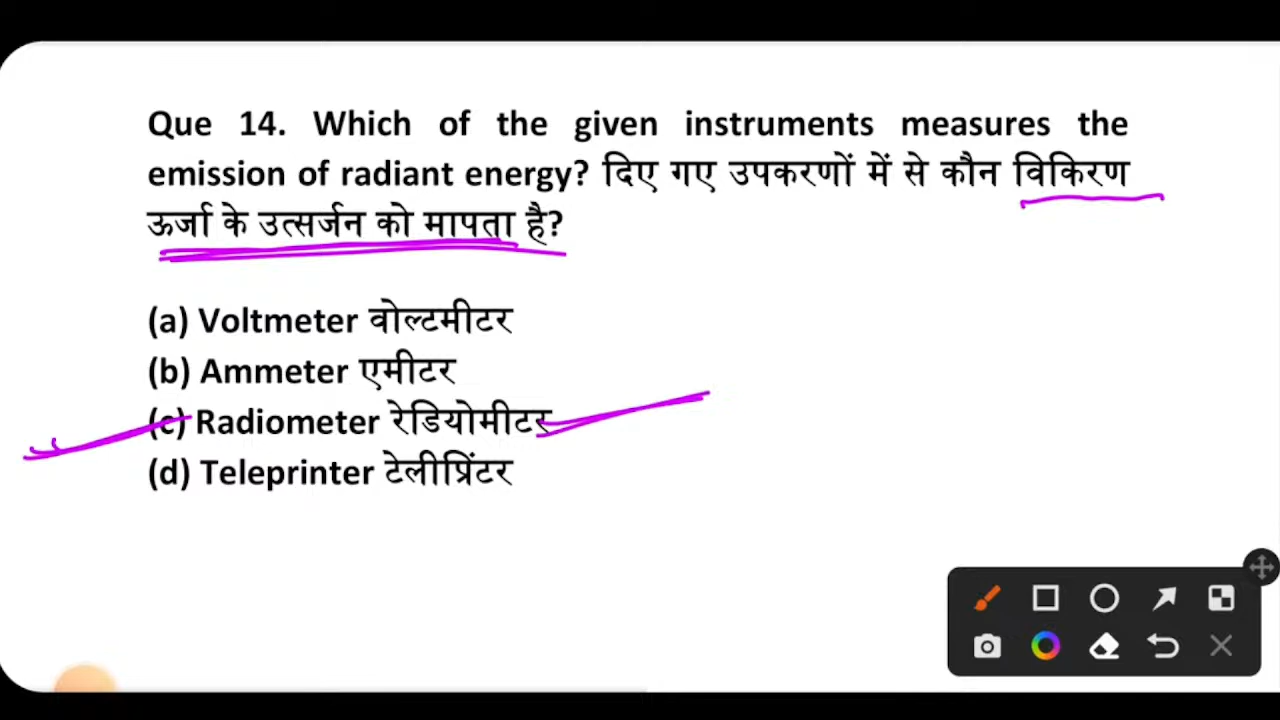 Que 14. Which of the given instruments measures the
emission of radiant energy? दिए गए उपकरणों में से कौन विकिरण
ऊर्जा के उत्सर्जन को मापता है?
(a) Voltmeter वोल्टमीटर
(b) Ammeter एमीटर
(c) Radiometer रेडियोमीटर
(d) Teleprinter टेलीप्रिंटर